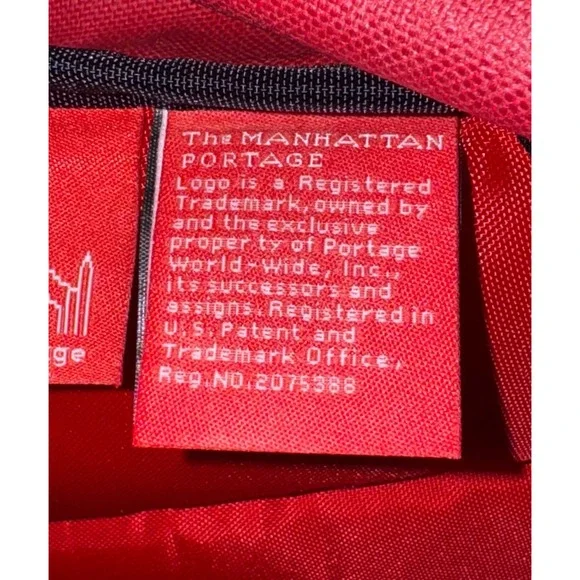 The MANHATTAN
PORTAGE
Logo is a Registered
Trademark, owned by
and the exclusive
property of Portage
World-Wide, Inc.,
its successors and
assigns. Registered in
U.S. Patent and
Trademark Office.,
Reg.NO.2075388
ge